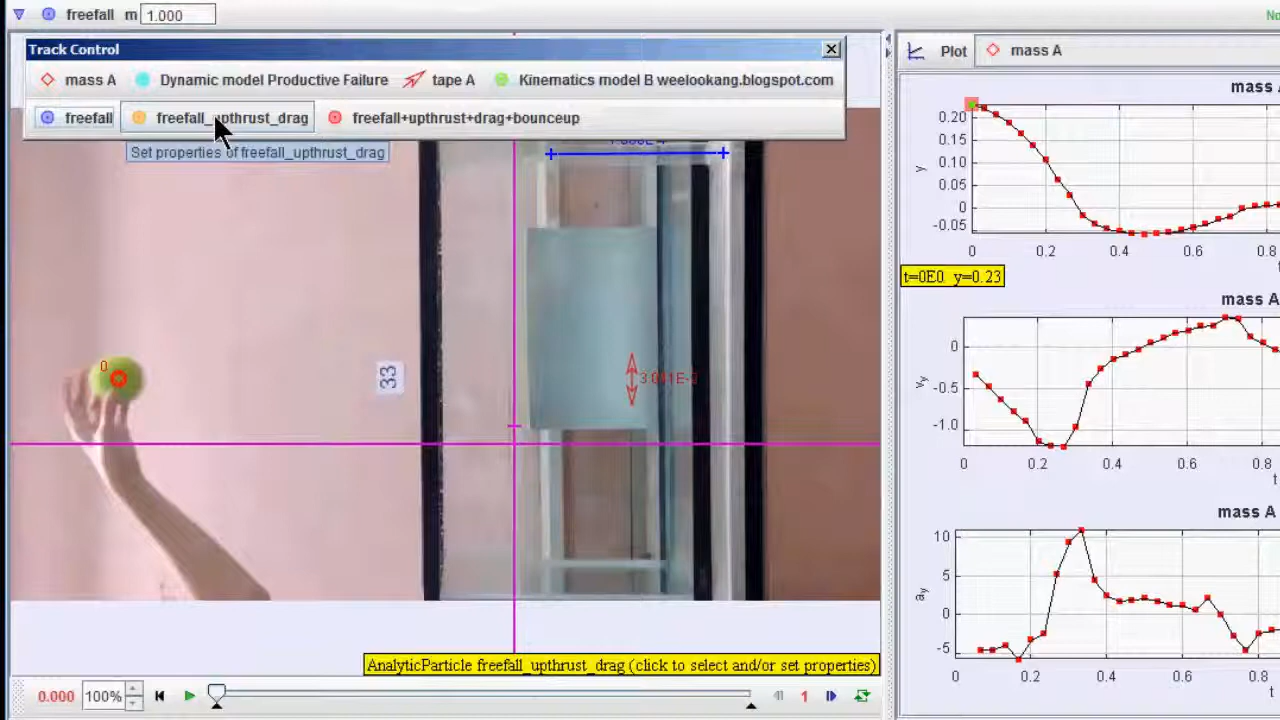 freefall m 1.000
Track Control
mass A Dynamic model Productive Failure tape A Kinematics model B weelookang.blogspot.com
freefall freefall_upthrust_drag freefall+upthrust+drag+bounceup
Set properties of freefall_upthrust_drag
0
33
AnalyticParticle freefall_upthrust_drag (click to select and/or set properties)
0.000 100% 1
Plot mass A
mass A
y
0.20
0.15
0.10
0.05
0
-0.05
0 0.2 0.4 0.6 0.8
t=0E0 y=0.23
mass A
vy
0
-0.5
-1.0
0 0.2 0.4 0.6 0.8
t
mass A
ay
10
5
0
-5
0.2 0.4 0.6 0.8
t